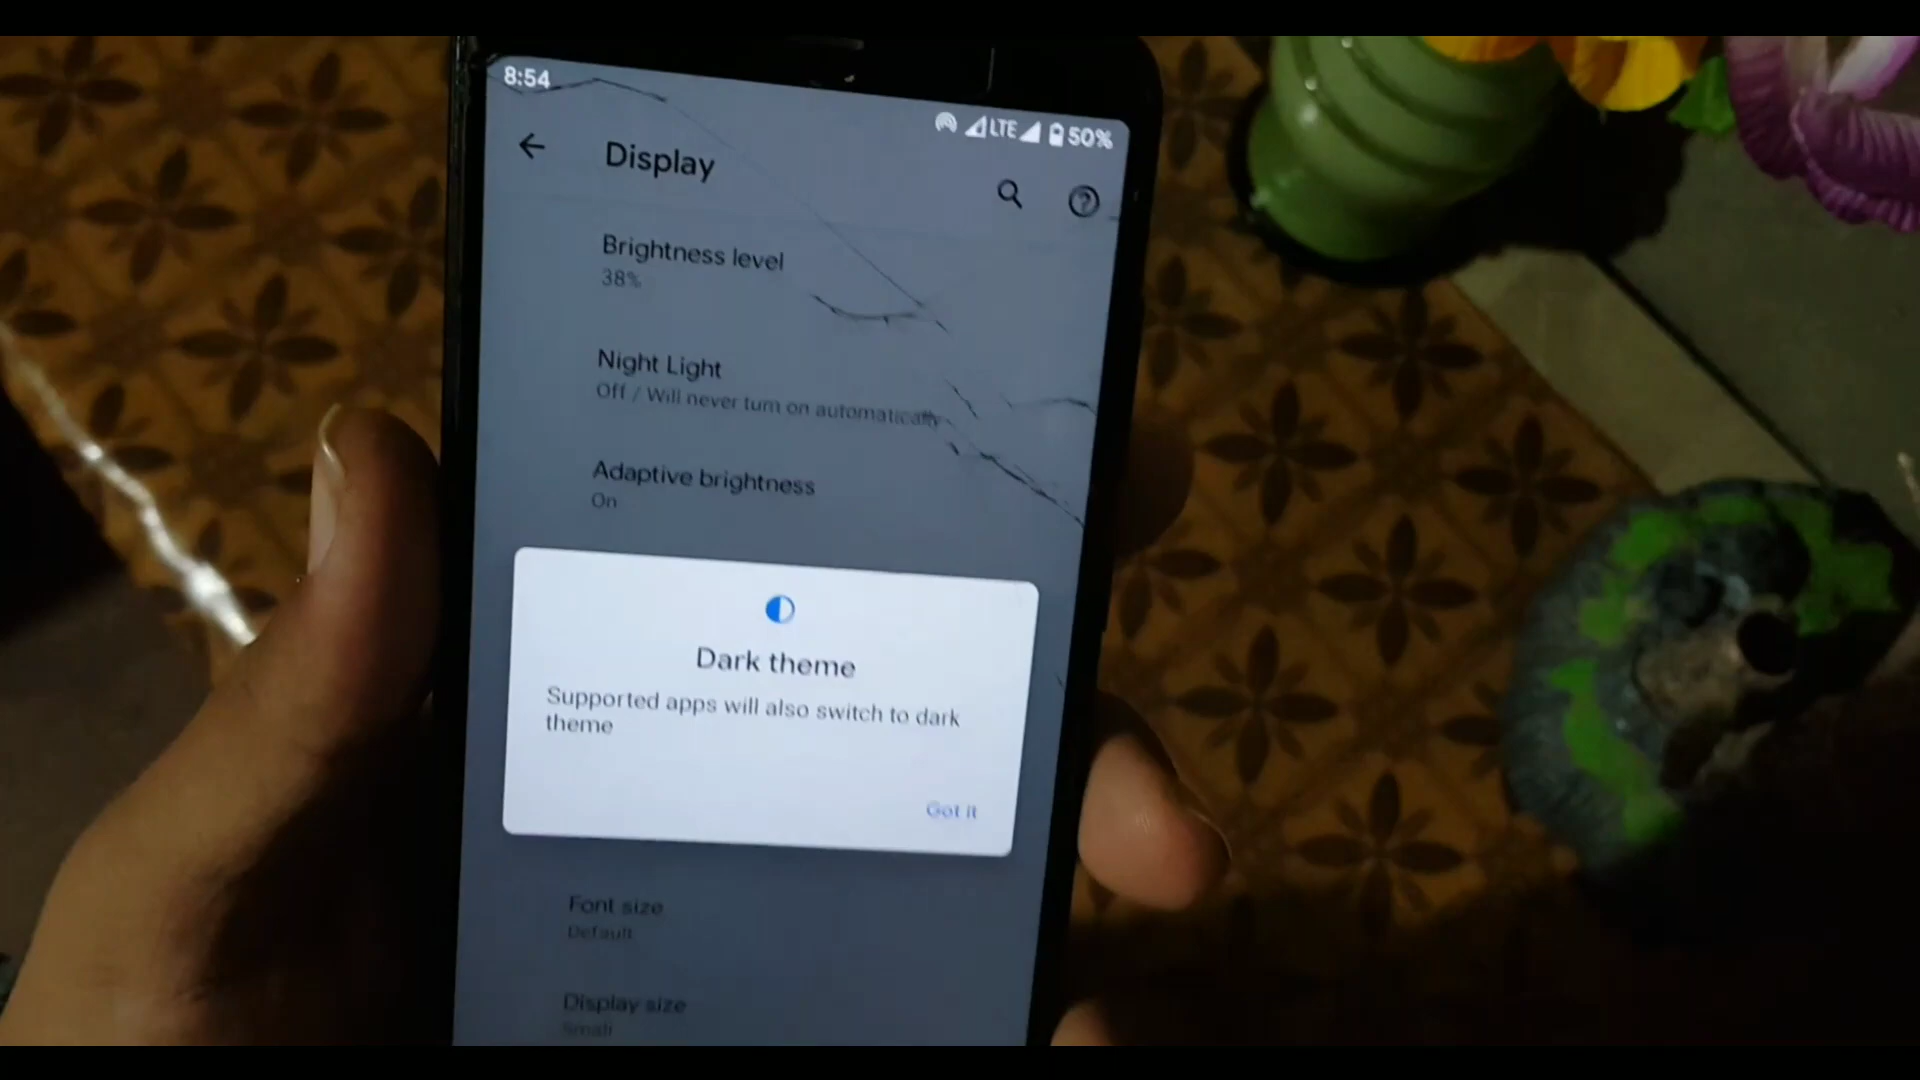 8:54
LTE 50%
Display
Brightness level
38%
Night Light
Off / Will never turn on automatically
Adaptive brightness
On
Dark theme
Supported apps will also switch to dark
theme
Got it
Font size
Default
Display size
Small